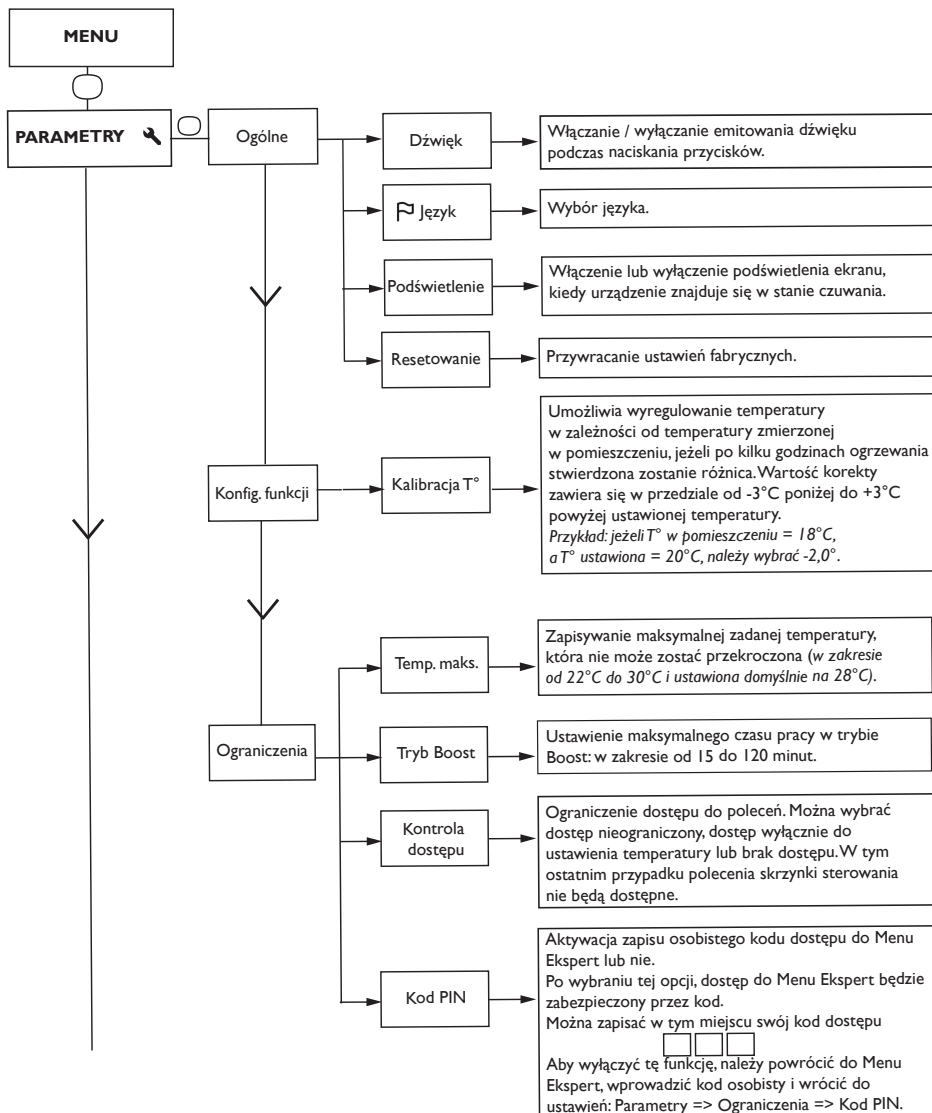 MENU
PARAMETRY
Ogólne
Dźwięk
Włączanie / wyłączanie emitowania dźwięku
podczas naciskania przycisków.
Język
Wybór języka.
Podświetlenie
Włączenie lub wyłączenie podświetlenia ekranu,
kiedy urządzenie znajduje się w stanie czuwania.
Resetowanie
Przywracanie ustawień fabrycznych.
Konfig. funkcji
Kalibracja T°
Umożliwia wyregulowanie temperatury
w zależności od temperatury zmierzonej
w pomieszczeniu, jeżeli po kilku godzinach ogrzewania
stwierdzona zostanie różnica. Wartość korekty
zawiera się w przedziale od -3°C poniżej do +3°C
powyżej ustawionej temperatury.
Przykład: jeżeli T° w pomieszczeniu = 18°C,
a T° ustawiona = 20°C, należy wybrać -2,0°.
Ograniczenia
Temp. maks.
Zapisywanie maksymalnej zadanej temperatury,
która nie może zostać przekroczona (w zakresie
od 22°C do 30°C i ustawiona domyślnie na 28°C).
Tryb Boost
Ustawienie maksymalnego czasu pracy w trybie
Boost: w zakresie od 15 do 120 minut.
Kontrola
dostępu
Ograniczenie dostępu do poleceń. Można wybrać
dostęp nieograniczony, dostęp wyłącznie do
ustawienia temperatury lub brak dostępu. W tym
ostatnim przypadku polecenia skrzynki sterowania
nie będą dostępne.
Kod PIN
Aktywacja zapisu osobistego kodu dostępu do Menu
Ekspert lub nie.
Po wybraniu tej opcji, dostęp do Menu Ekspert będzie
zabezpieczony przez kod.
Można zapisać w tym miejscu swój kod dostępu
Aby wyłączyć tę funkcję, należy powrócić do Menu
Ekspert, wprowadzić kod osobisty i wrócić do
ustawień: Parametry => Ograniczenia => Kod PIN.